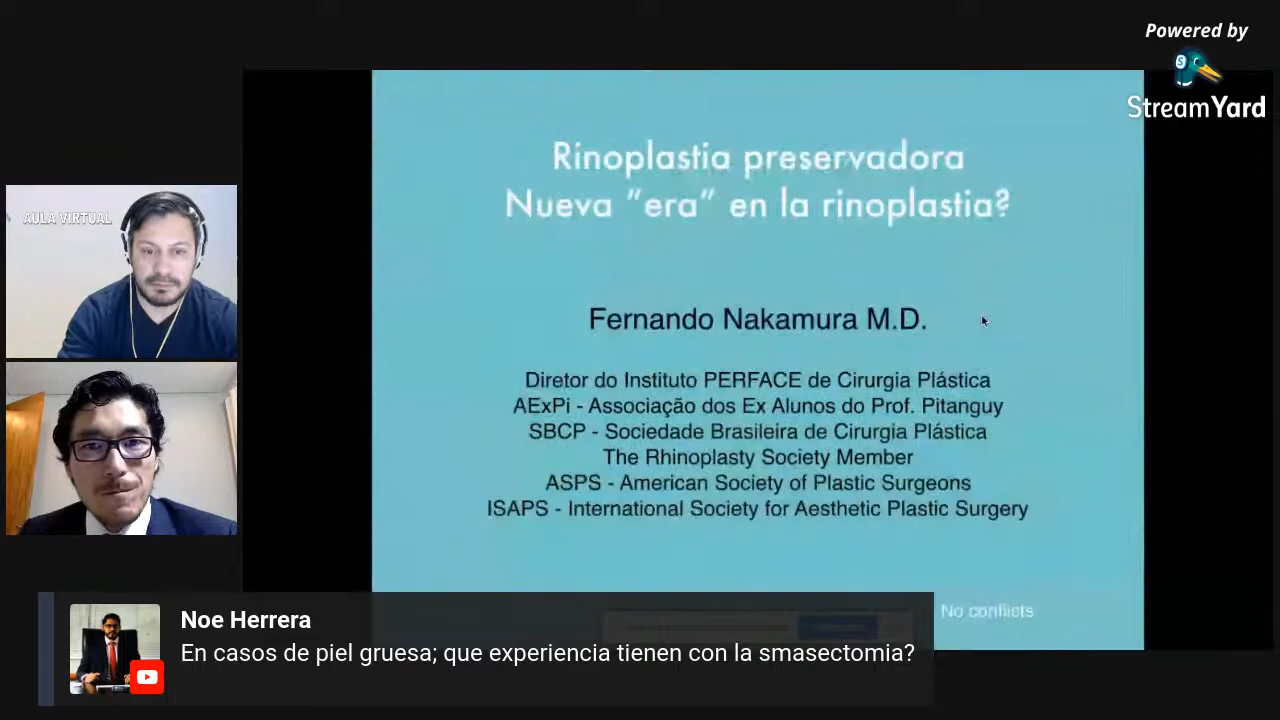 Powered by
StreamYard
Rinoplastia preservadora
Nueva "era" en la rinoplastia?
AULA VIRTUAL
Fernando Nakamura M.D.
Diretor do Instituto PERFACE de Cirurgia Plástica
AExPi - Associação dos Ex Alunos do Prof. Pitanguy
SBCP - Sociedade Brasileira de Cirurgia Plástica
The Rhinoplasty Society Member
ASPS - American Society of Plastic Surgeons
ISAPS - International Society for Aesthetic Plastic Surgery
No conflicts
Noe Herrera
En casos de piel gruesa; que experiencia tienen con la smasectomia?